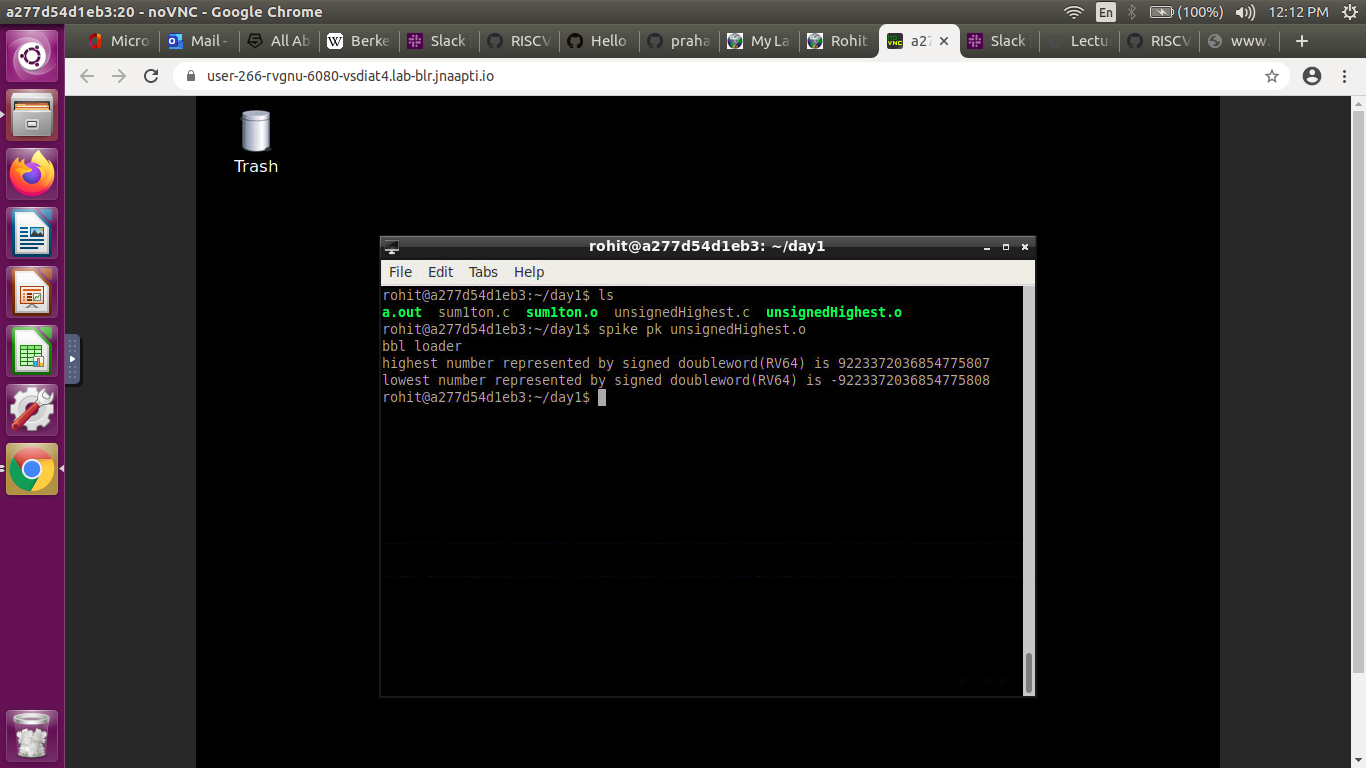 a277d54d1eb3:20 - noVNC - Google Chrome
En
(100%)
12:12 PM
Micro
Mail -
All Ab
Berke
Slack
RISCV
Hello
praha
My La
Rohit
a27
Slack
Lectu
RISCV
www.
user-266-rvgnu-6080-vsdiat4.lab-blr.jnaapti.io
Trash
rohit@a277d54d1eb3: ~/day1
File Edit Tabs Help
rohit@a277d54d1eb3:~/day1$ ls
a.out sum1ton.c sum1ton.o unsignedHighest.c unsignedHighest.o
rohit@a277d54d1eb3:~/day1$ spike pk unsignedHighest.o
bbl loader
highest number represented by signed doubleword(RV64) is 9223372036854775807
lowest number represented by signed doubleword(RV64) is -9223372036854775808
rohit@a277d54d1eb3:~/day1$